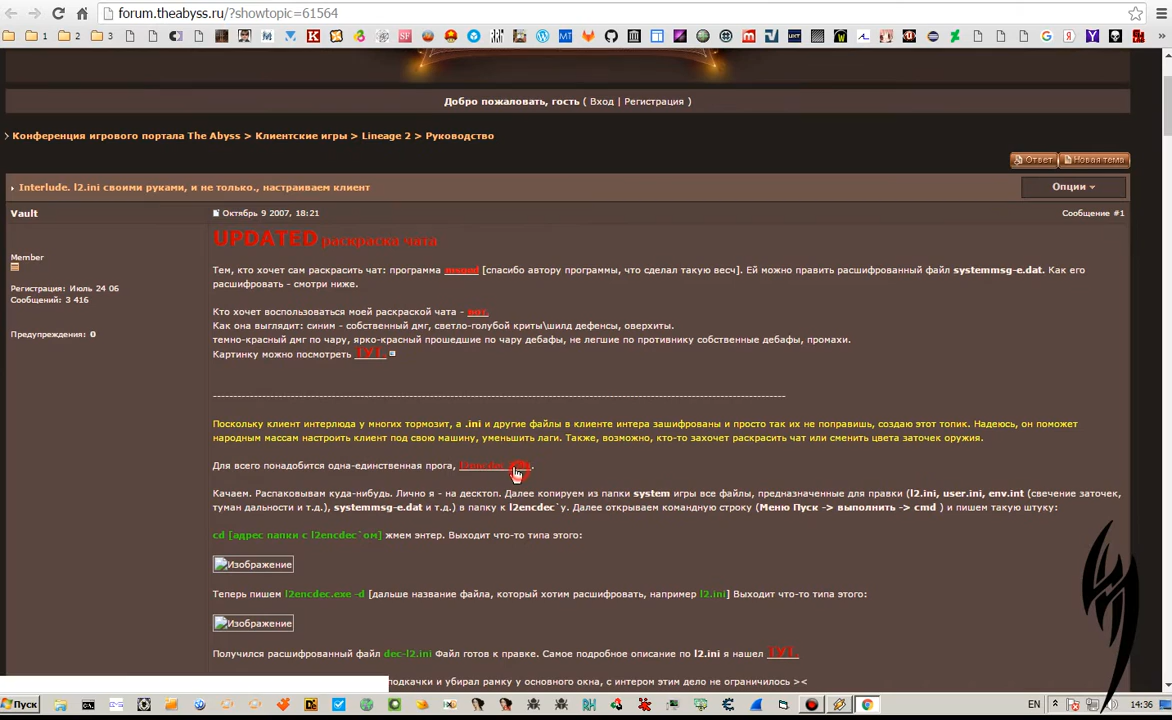 forum.theabyss.ru/?showtopic=61564
1 2 3
Добро пожаловать, гость ( Вход | Регистрация )
Конференция игрового портала The Abyss > Клиентские игры > Lineage 2 > Руководство
Ответ Новая тема
Interlude. l2.ini своими руками, и не только., настраиваем клиент
Опции
Vault
Октябрь 9 2007, 18:21
Сообщение #1
UPDATED раскраска чата
Member
Регистрация: Июль 24 06
Сообщений: 3 416
Предупреждения: 0
Тем, кто хочет сам раскрасить чат: программа [спасибо автору программы, что сделал такую весч]. Ей можно править расшифрованный файл systemmsg-e.dat. Как его
расшифровать - смотри ниже.
Кто хочет воспользоваться моей раскраской чата - вот.
Как она выглядит: синим - собственный дмг, светло-голубой криты\шилд дефенсы, оверхиты.
темно-красный дмг по чару, ярко-красный прошедшие по чару дебафы, не легшие по противнику собственные дебафы, промахи.
Картинку можно посмотреть ТУТ.
Поскольку клиент интерлюда у многих тормозит, а .ini и другие файлы в клиенте интера зашифрованы и просто так их не поправишь, создаю этот топик. Надеюсь, он поможет
народным массам настроить клиент под свою машину, уменьшить лаги. Также, возможно, кто-то захочет раскрасить чат или сменить цвета заточек оружия.
Для всего понадобится одна-единственная прога,
Качаем. Распаковывам куда-нибудь. Лично я - на десктоп. Далее копируем из папки system игры все файлы, предназначенные для правки (l2.ini, user.ini, env.int (свечение заточек,
туман дальности и т.д.), systemmsg-e.dat и т.д.) в папку к l2encdec`у. Далее открываем командную строку (Меню Пуск -> выполнить -> cmd ) и пишем такую штуку:
cd [адрес папки с l2encdec`ом] жмем энтер. Выходит что-то типа этого:
Изображение
Теперь пишем l2encdec.exe -d [дальше название файла, который хотим расшифровать, например l2.ini] Выходит что-то типа этого:
Изображение
Получился расшифрованный файл dec-l2.ini Файл готов к правке. Самое подробное описание по l2.ini я нашел ТУТ.
подкачки и убирал рамку у основного окна, с интером этим дело не ограничилось ><
Пуск
EN
14:36